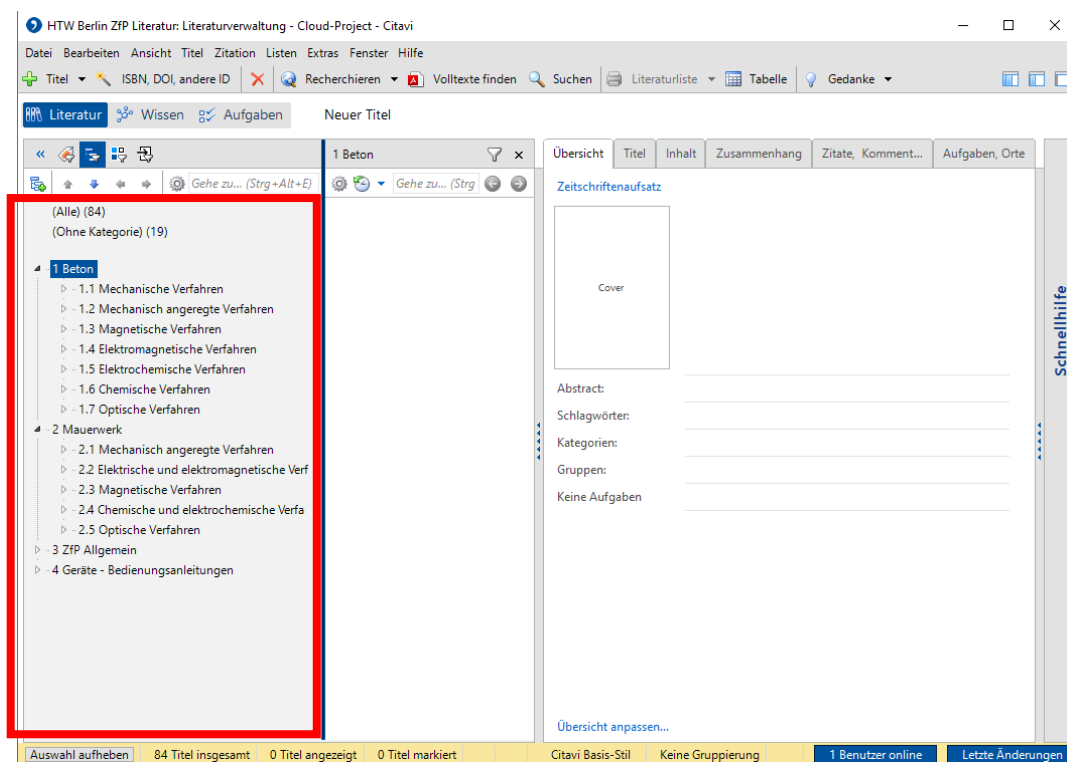 HTW Berlin ZfP Literatur: Literaturverwaltung - Cloud-Project - Citavi
Datei Bearbeiten Ansicht Titel Zitation Listen Extras Fenster Hilfe
Titel ISBN, DOI, andere ID Recherchieren Volltexte finden Suchen Literaturliste Tabelle Gedanke
Literatur Wissen Aufgaben Neuer Titel
1 Beton Übersicht Titel Inhalt Zusammenhang Zitate, Komment... Aufgaben, Orte
Gehe zu... (Strg+Alt+E) Gehe zu... (Strg
Zeitschriftenaufsatz
(Alle) (84)
(Ohne Kategorie) (19)
1 Beton
1.1 Mechanische Verfahren
1.2 Mechanisch angeregte Verfahren
1.3 Magnetische Verfahren
1.4 Elektromagnetische Verfahren
1.5 Elektrochemische Verfahren
1.6 Chemische Verfahren
1.7 Optische Verfahren
2 Mauerwerk
2.1 Mechanisch angeregte Verfahren
2.2 Elektrische und elektromagnetische Verf
2.3 Magnetische Verfahren
2.4 Chemische und elektrochemische Verfa
2.5 Optische Verfahren
3 ZfP Allgemein
4 Geräte - Bedienungsanleitungen
Cover
Abstract:
Schlagwörter:
Kategorien:
Gruppen:
Keine Aufgaben
Übersicht anpassen...
Schnellhilfe
Auswahl aufheben 84 Titel insgesamt 0 Titel angezeigt 0 Titel markiert Citavi Basis-Stil Keine Gruppierung 1 Benutzer online Letzte Änderungen